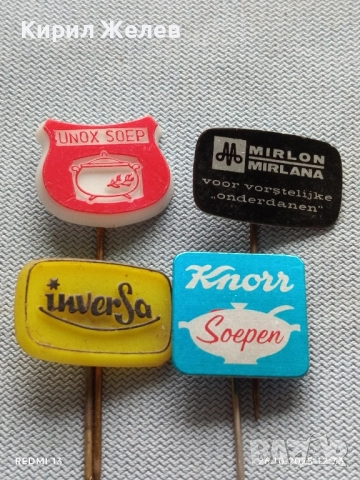 Кирил Желев
UNOX SOEP
MIRLON
MIRLANA
voor vorstelijke
„onderdanen"
inverSa
Knorr
Soepen
REDMI 13